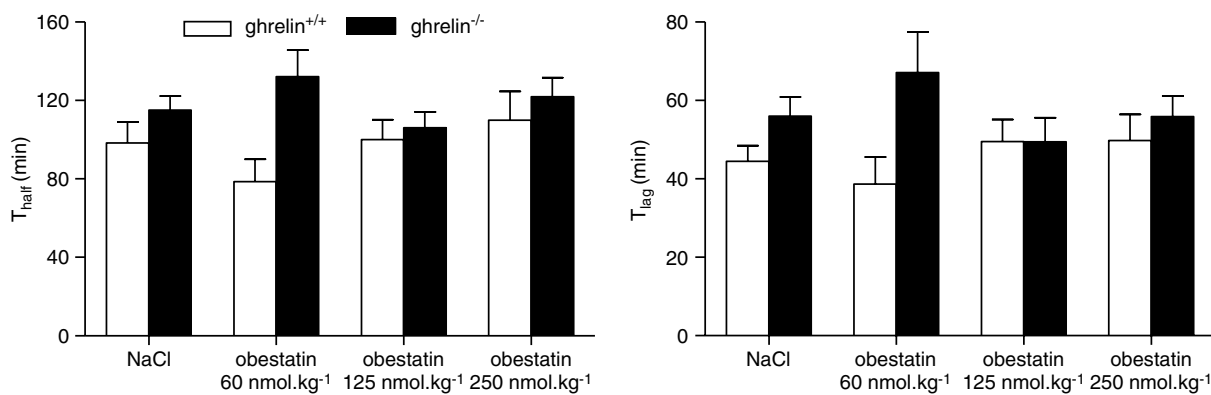 ghrelin+/+ ghrelin-/-
T half (min)
160
120
80
40
0
NaCl
obestatin
60 nmol.kg-1
obestatin
125 nmol.kg-1
obestatin
250 nmol.kg-1
T lag (min)
80
60
40
20
0
NaCl
obestatin
60 nmol.kg-1
obestatin
125 nmol.kg-1
obestatin
250 nmol.kg-1